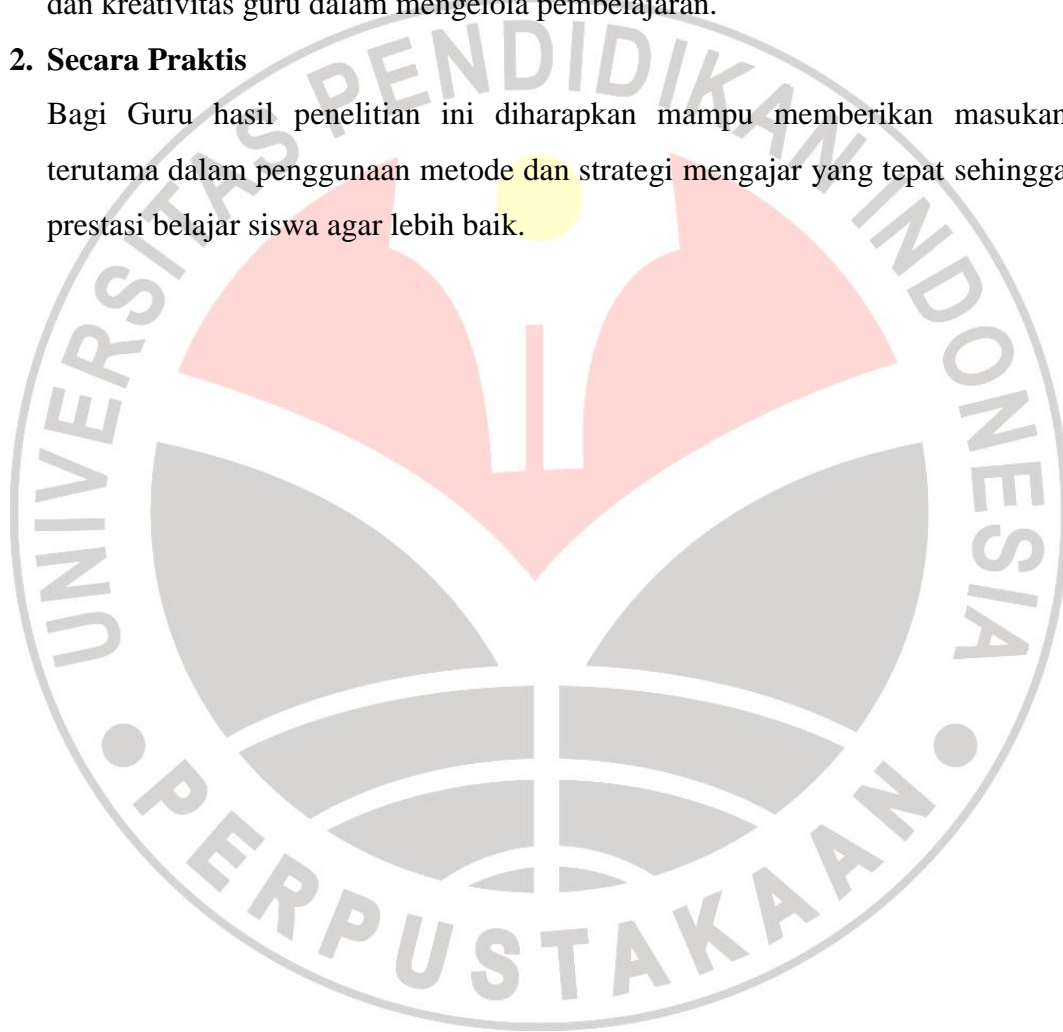 dan kreativitas guru dalam mengelola pembelajaran.
2. Secara Praktis
Bagi Guru hasil penelitian ini diharapkan mampu memberikan masukan
terutama dalam penggunaan metode dan strategi mengajar yang tepat sehingga
prestasi belajar siswa agar lebih baik.
UNIVERSITAS PENDIDIKAN INDONESIA
PERPUSTAKAAN